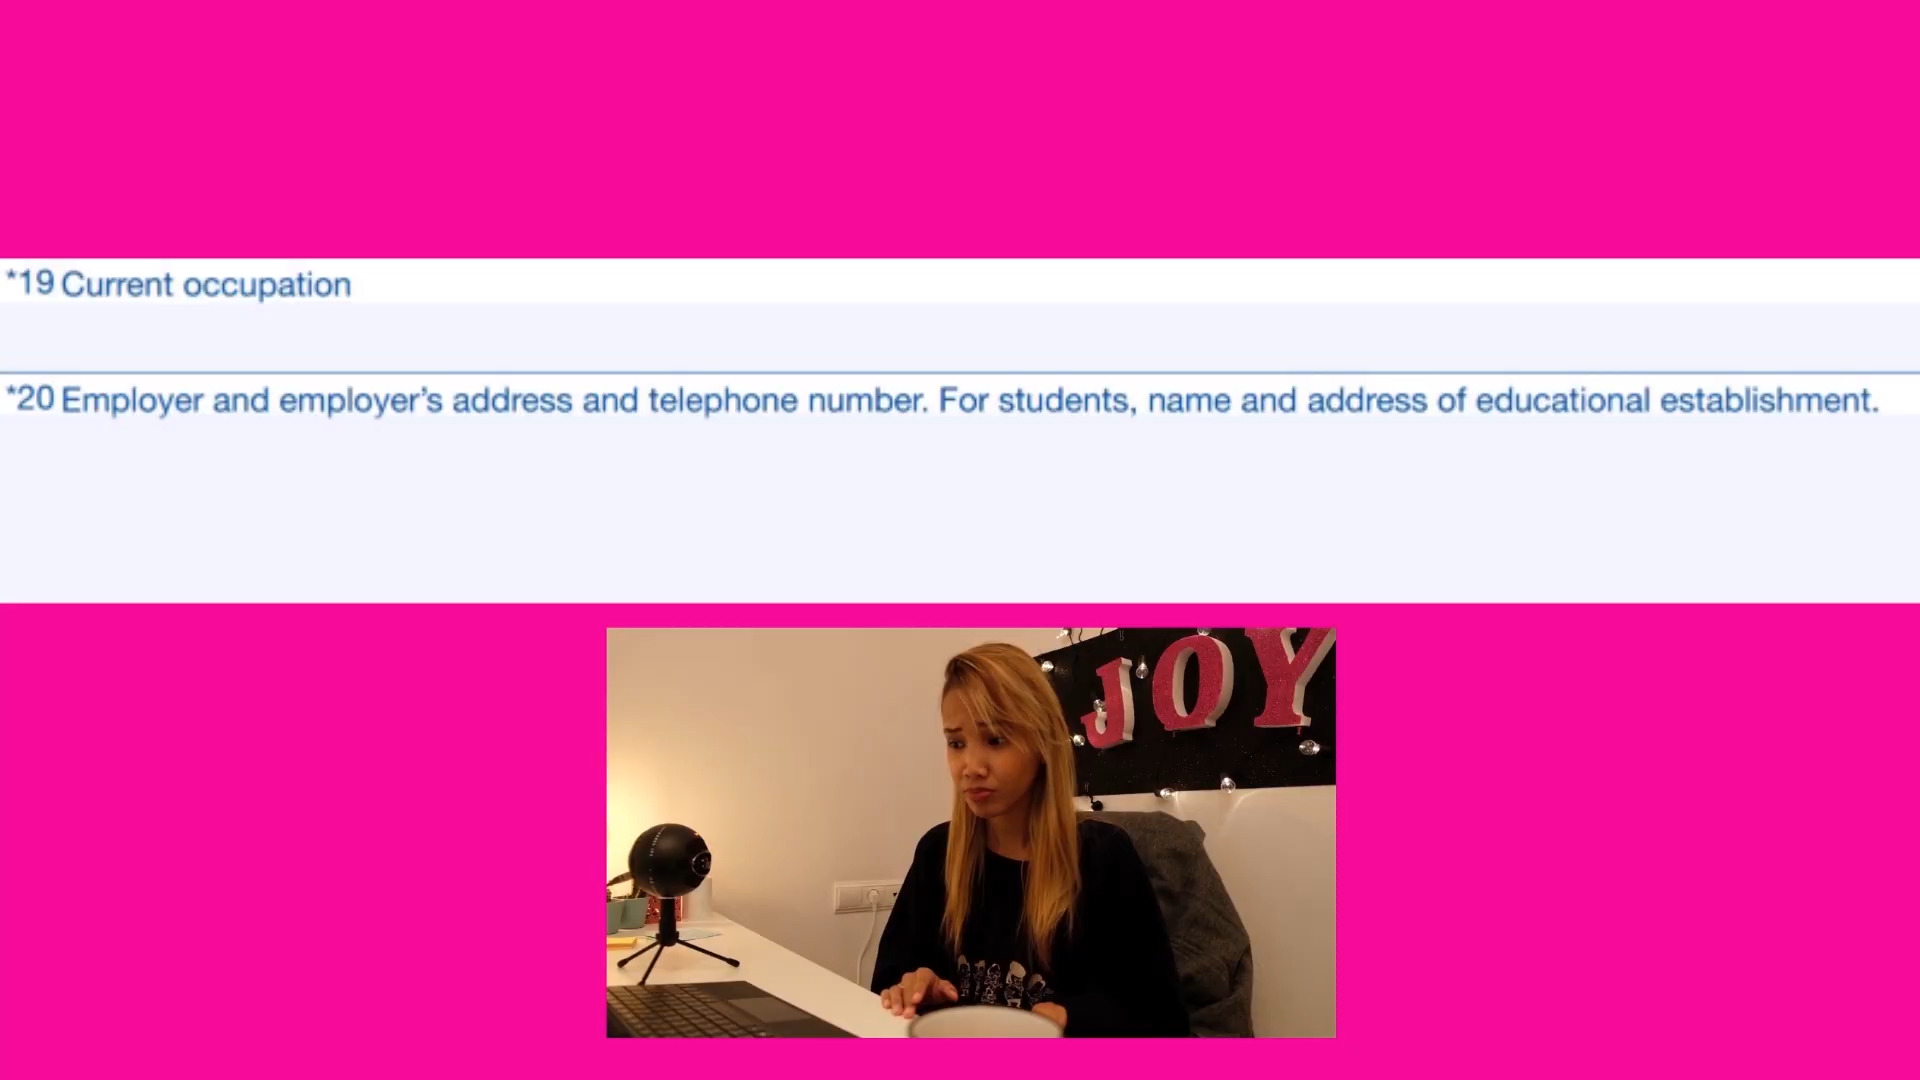 *19 Current occupation
*20 Employer and employer’s address and telephone number. For students, name and address of educational establishment.
JOY